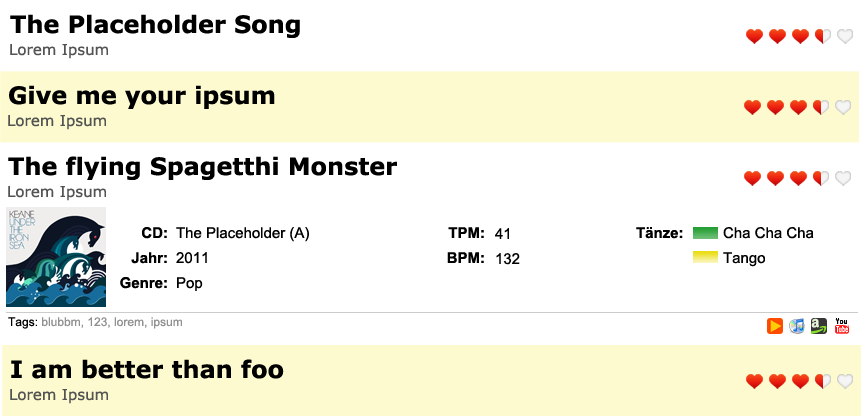 The Placeholder Song
Lorem Ipsum
Give me your ipsum
Lorem Ipsum
The flying Spagetthi Monster
Lorem Ipsum
KEANE
UNDER
THE
IRON
SEA
CD: The Placeholder (A)
Jahr: 2011
Genre: Pop
TPM: 41
BPM: 132
Tänze: Cha Cha Cha
Tango
Tags: blubbm, 123, lorem, ipsum
a
You
Tube
I am better than foo
Lorem Ipsum